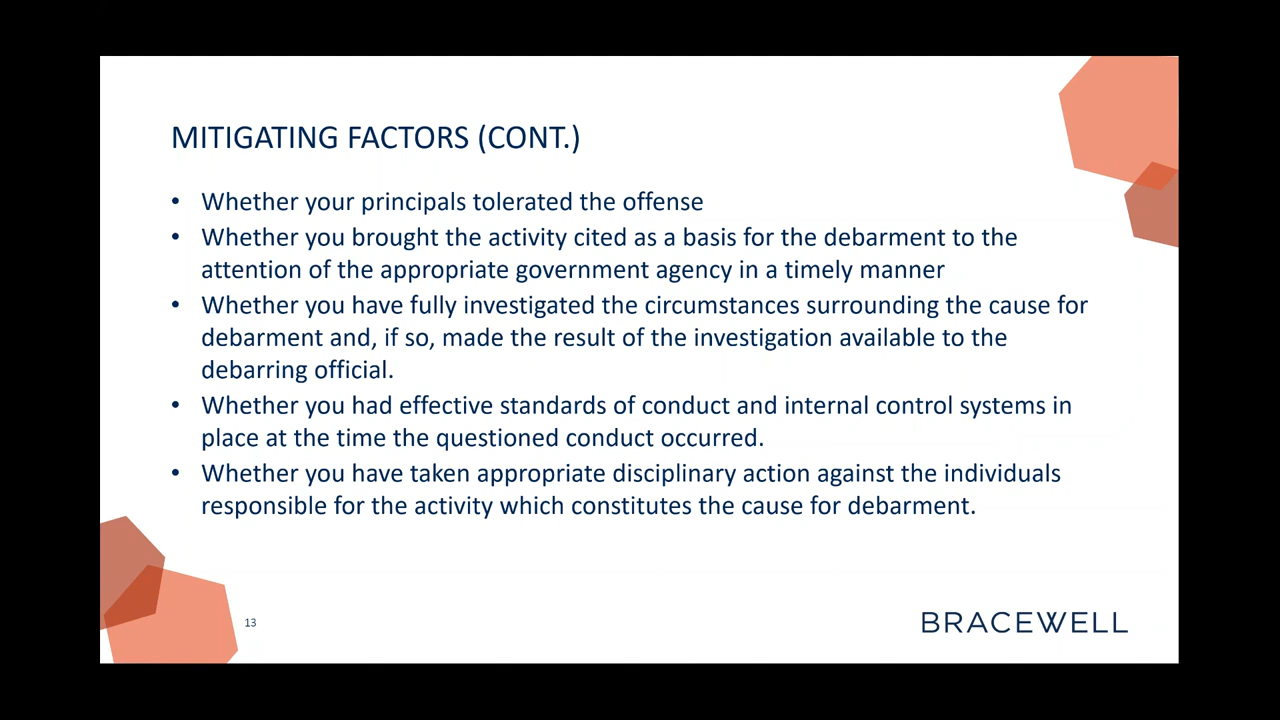 MITIGATING FACTORS (CONT.)
• Whether your principals tolerated the offense
• Whether you brought the activity cited as a basis for the debarment to the
attention of the appropriate government agency in a timely manner
• Whether you have fully investigated the circumstances surrounding the cause for
debarment and, if so, made the result of the investigation available to the
debarring official.
• Whether you had effective standards of conduct and internal control systems in
place at the time the questioned conduct occurred.
• Whether you have taken appropriate disciplinary action against the individuals
responsible for the activity which constitutes the cause for debarment.
13
BRACEWELL